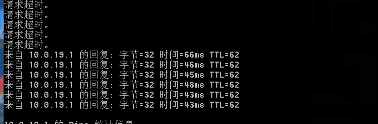 请求超时。
请求超时。
请求超时。
请求超时。
来自 10.0.19.1 的回复: 字节=32 时间=66ms TTL=62
来自 10.0.19.1 的回复: 字节=32 时间=46ms TTL=62
来自 10.0.19.1 的回复: 字节=32 时间=45ms TTL=62
来自 10.0.19.1 的回复: 字节=32 时间=43ms TTL=62
来自 10.0.19.1 的回复: 字节=32 时间=48ms TTL=62
来自 10.0.19.1 的回复: 字节=32 时间=43ms TTL=62
10.0.19.1 的 Ping 统计信息